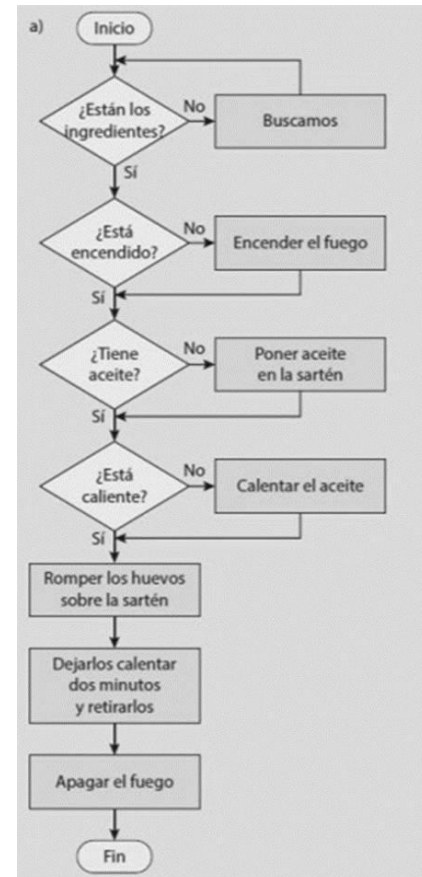 a)
Inicio
¿Están los
ingredientes?
No
Buscamos
Sí
¿Está
encendido?
No
Encender el fuego
Sí
¿Tiene
aceite?
No
Poner aceite
en la sartén
Sí
¿Está
caliente?
No
Calentar el aceite
Sí
Romper los huevos
sobre la sartén
Dejarlos calentar
dos minutos
y retirarlos
Apagar el fuego
Fin